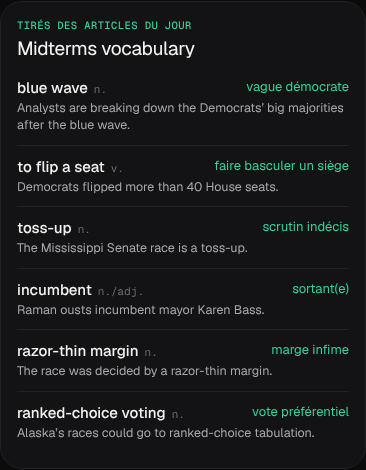 TIRÉS DES ARTICLES DU JOUR
Midterms vocabulary
blue wave n. vague démocrate
Analysts are breaking down the Democrats' big majorities
after the blue wave.
to flip a seat v. faire basculer un siège
Democrats flipped more than 40 House seats.
toss-up n. scrutin indécis
The Mississippi Senate race is a toss-up.
incumbent n./adj. sortant(e)
Raman ousts incumbent mayor Karen Bass.
razor-thin margin n. marge infime
The race was decided by a razor-thin margin.
ranked-choice voting n. vote préférentiel
Alaska's races could go to ranked-choice tabulation.